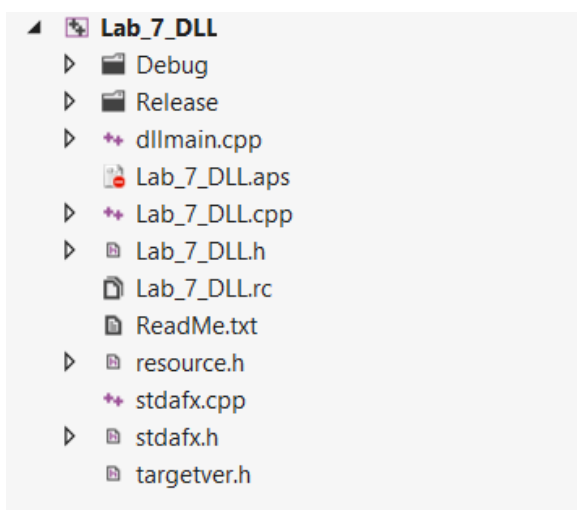 Lab_7_DLL
Debug
Release
dllmain.cpp
Lab_7_DLL.aps
Lab_7_DLL.cpp
Lab_7_DLL.h
Lab_7_DLL.rc
ReadMe.txt
resource.h
stdafx.cpp
stdafx.h
targetver.h